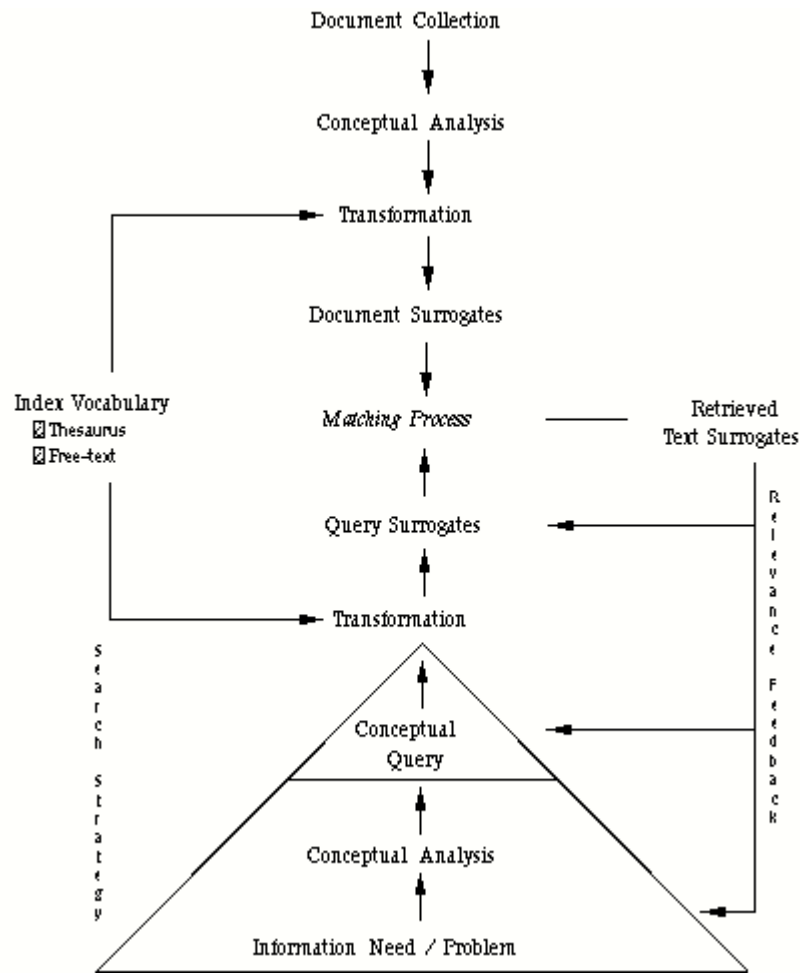 Document Collection
Conceptual Analysis
Transformation
Document Surrogates
Index Vocabulary
Thesaurus
Free-text
Matching Process
Retrieved
Text Surrogates
Query Surrogates
Transformation
Relevance Feedback
Search Strategy
Conceptual
Query
Conceptual Analysis
Information Need / Problem